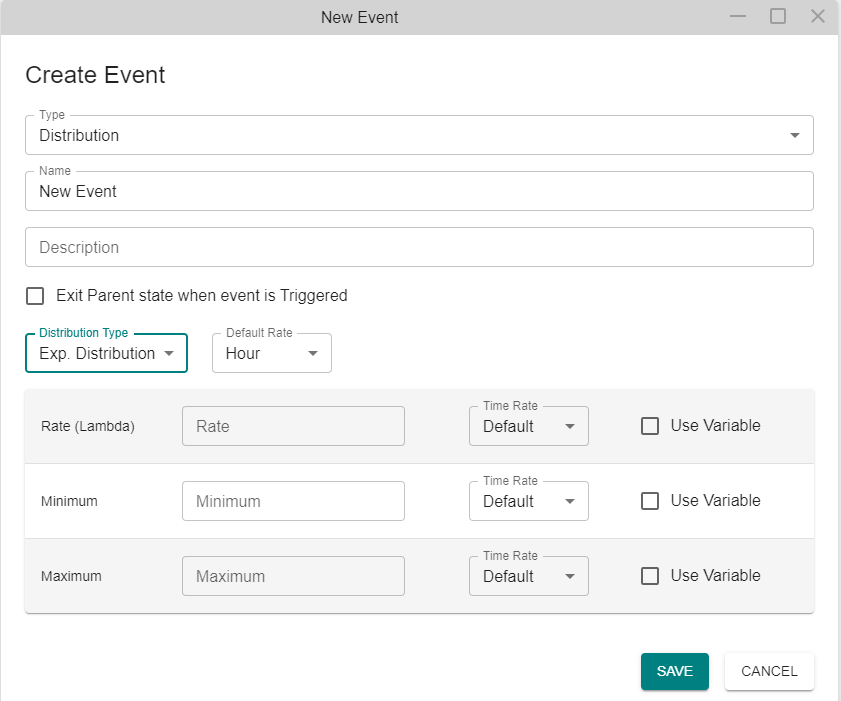 New Event
Create Event
Type
Distribution
Name
New Event
Description
Exit Parent state when event is Triggered
Distribution Type
Exp. Distribution
Default Rate
Hour
Rate (Lambda)
Rate
Time Rate
Default
Use Variable
Minimum
Minimum
Time Rate
Default
Use Variable
Maximum
Maximum
Time Rate
Default
Use Variable
SAVE
CANCEL